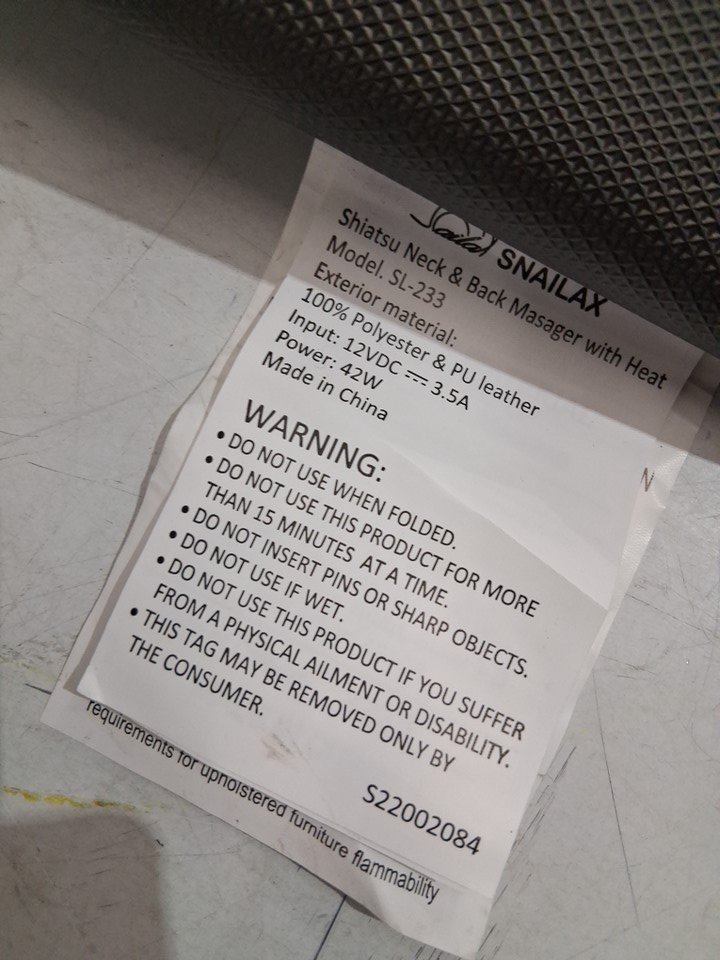 SNAILAX
Shiatsu Neck & Back Masager with Heat
Model. SL-233
Exterior material:
100% Polyester & PU leather
Input: 12VDC ⎓ 3.5A
Power: 42W
Made in China
WARNING:
• DO NOT USE WHEN FOLDED.
• DO NOT USE THIS PRODUCT FOR MORE
THAN 15 MINUTES AT A TIME.
• DO NOT INSERT PINS OR SHARP OBJECTS.
• DO NOT USE IF WET.
• DO NOT USE THIS PRODUCT IF YOU SUFFER
FROM A PHYSICAL AILMENT OR DISABILITY.
• THIS TAG MAY BE REMOVED ONLY BY
THE CONSUMER.
S22002084
requirements for upholstered furniture flammability
N